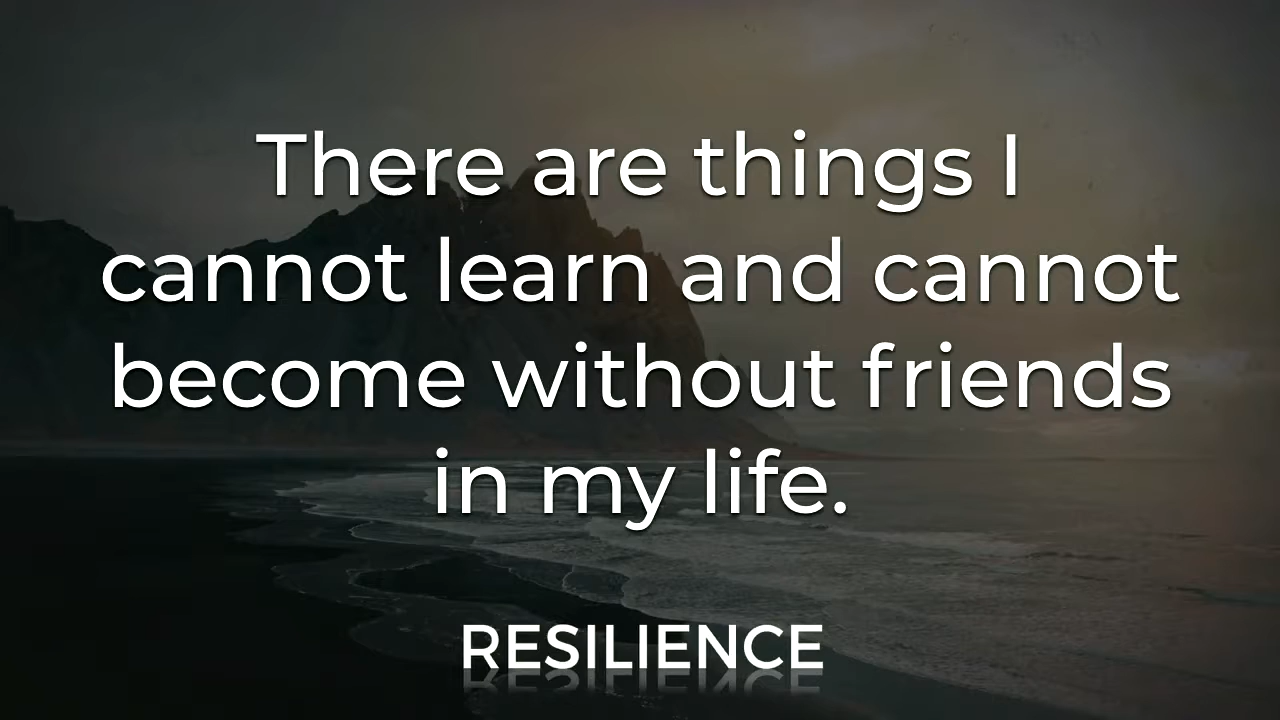 There are things I
cannot learn and cannot
become without friends
in my life.
RESILIENCE